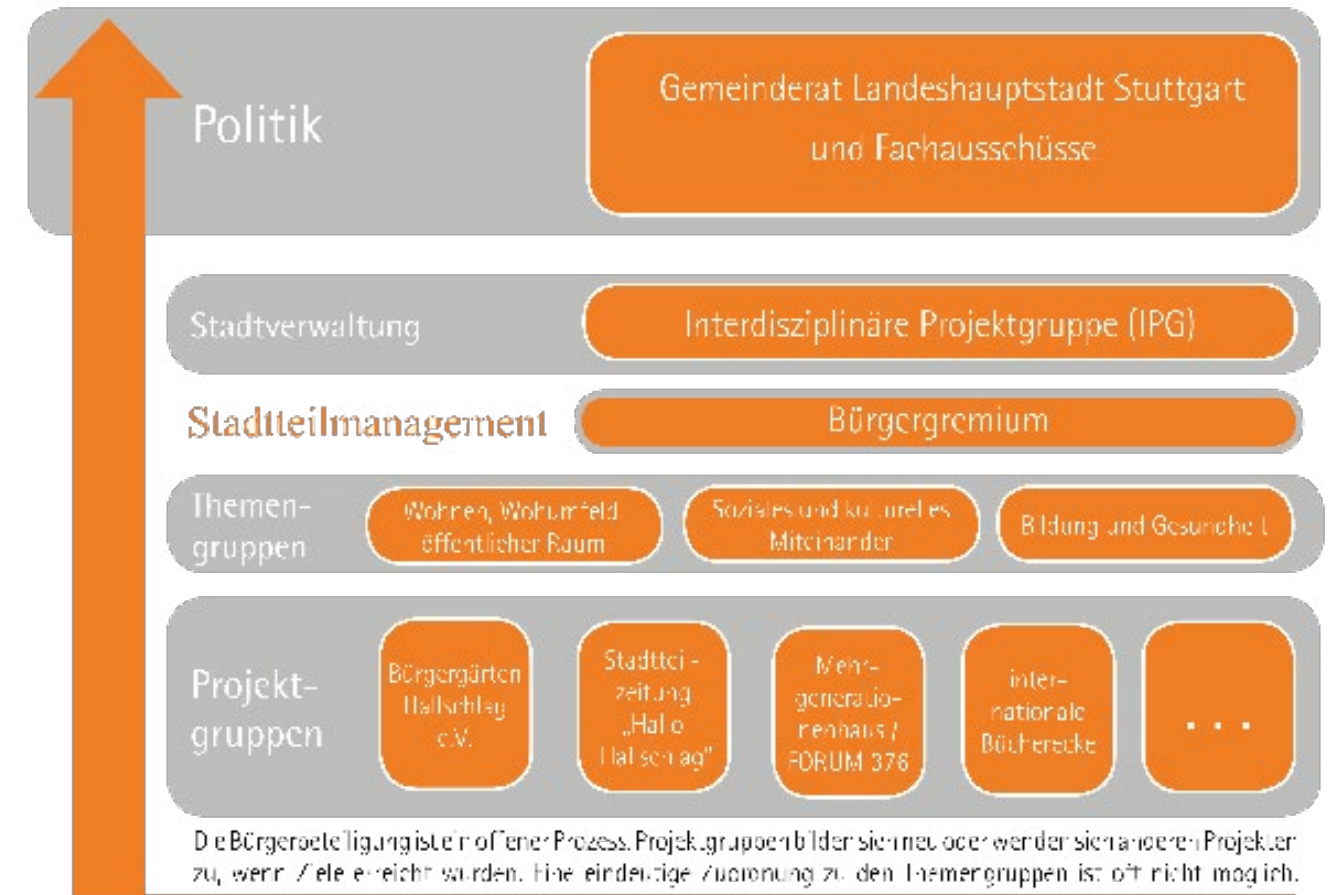 Politik
Gemeinderat Landeshauptstadt Stuttgart
und Fachausschüsse
Stadtverwaltung
Interdisziplinäre Projektgruppe (IPG)
Stadtteilmanagement
Bürgergremium
Themen-
gruppen
Wohnen, Wohumfeld
öffentlicher Raum
Soziales und kulturelles
Miteinander
Bildung und Gesundheit
Projekt-
gruppen
Bürgergärten
Hallschlag
e.V.
Stadtteil-
zeitung
„Hallo
Hallschlag"
Mehr-
generatio-
nenhaus /
FORUM 376
inter-
nationale
Bücherecke
...
Die Bürgerbeteiligung ist ein offener Prozess. Projektgruppen bilden sich neu oder wenden sich anderen Projekten
zu, wenn Ziele erreicht wurden. Eine eindeutige Zuordnung zu den Themengruppen ist oft nicht möglich.